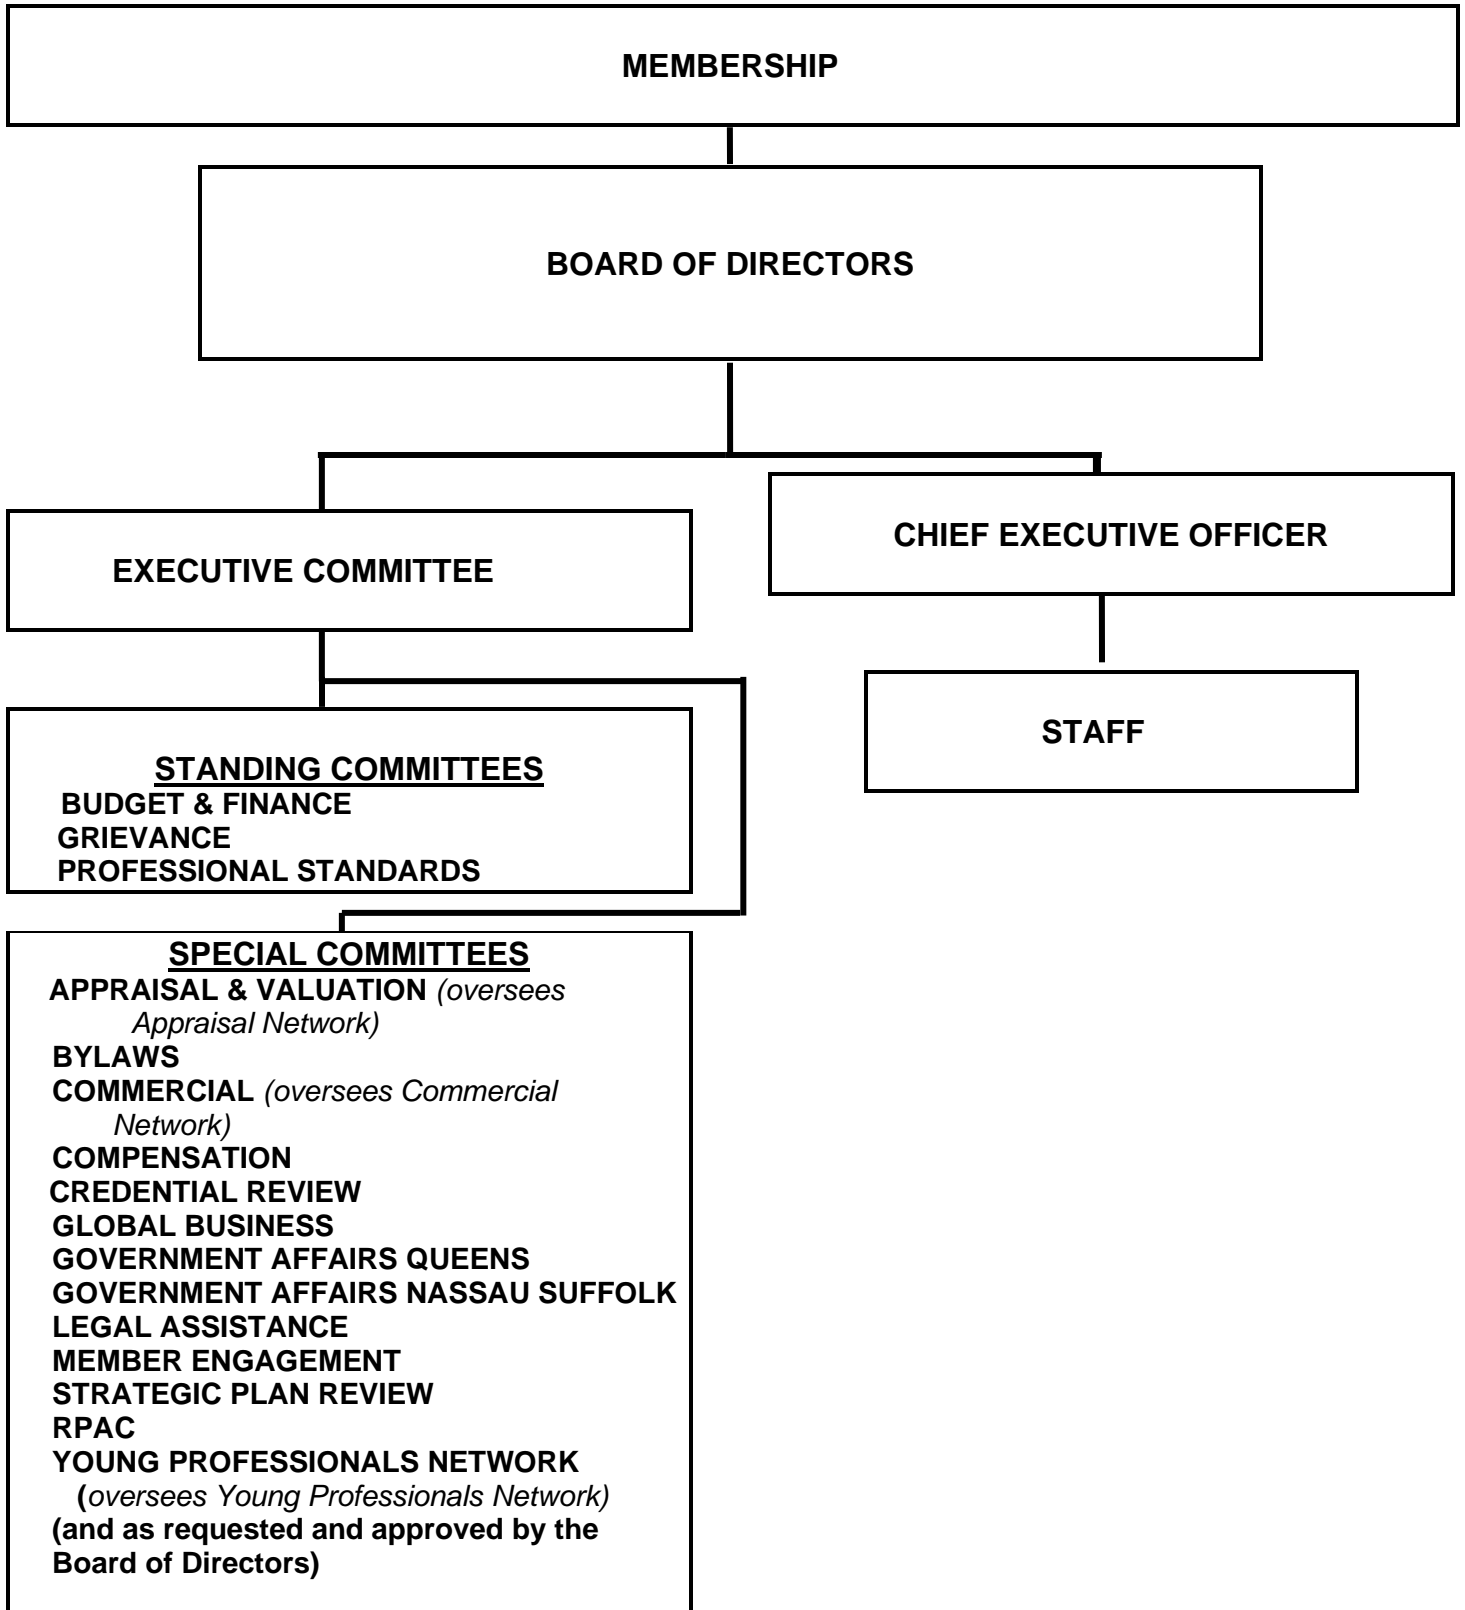 MEMBERSHIP
BOARD OF DIRECTORS
EXECUTIVE COMMITTEE
CHIEF EXECUTIVE OFFICER
STAFF
STANDING COMMITTEES
BUDGET & FINANCE
GRIEVANCE
PROFESSIONAL STANDARDS
SPECIAL COMMITTEES
APPRAISAL & VALUATION (oversees
Appraisal Network)
BYLAWS
COMMERCIAL (oversees Commercial
Network)
COMPENSATION
CREDENTIAL REVIEW
GLOBAL BUSINESS
GOVERNMENT AFFAIRS QUEENS
GOVERNMENT AFFAIRS NASSAU SUFFOLK
LEGAL ASSISTANCE
MEMBER ENGAGEMENT
STRATEGIC PLAN REVIEW
RPAC
YOUNG PROFESSIONALS NETWORK
(oversees Young Professionals Network)
(and as requested and approved by the
Board of Directors)